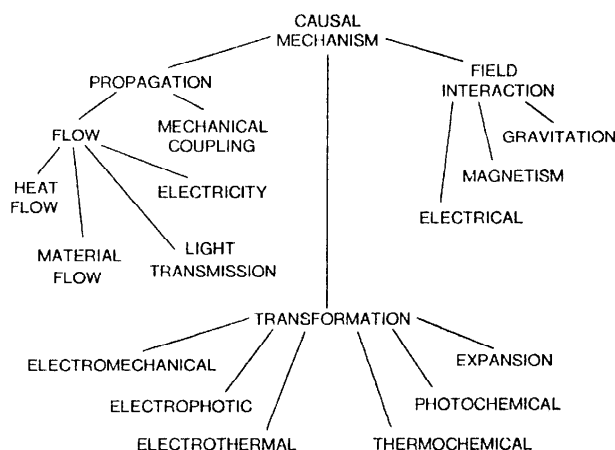 CAUSAL
MECHANISM
PROPAGATION
FIELD
INTERACTION
FLOW
MECHANICAL
COUPLING
GRAVITATION
HEAT
FLOW
ELECTRICITY
MAGNETISM
ELECTRICAL
MATERIAL
FLOW
LIGHT
TRANSMISSION
TRANSFORMATION
ELECTROMECHANICAL
EXPANSION
ELECTROPHOTIC
PHOTOCHEMICAL
ELECTROTHERMAL
THERMOCHEMICAL